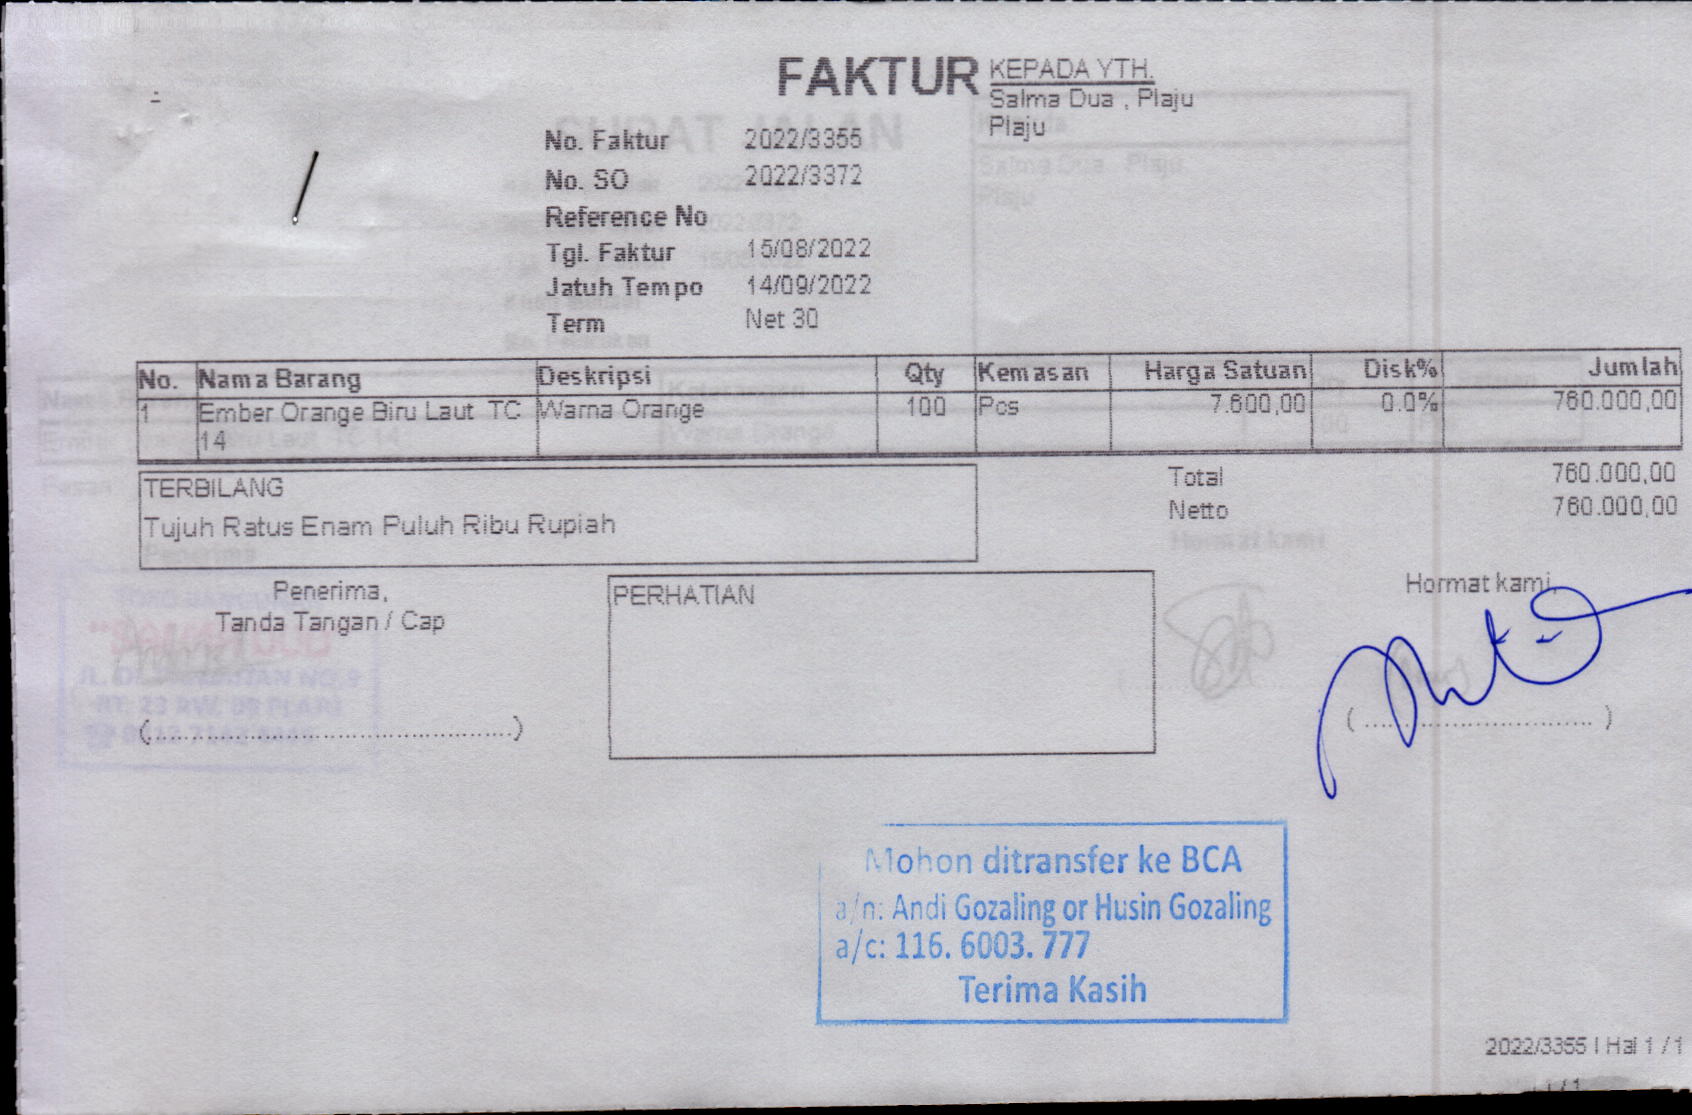 FAKTUR
KEPADA YTH.
Salma Dua , Plaju
Plaju
No. Faktur 2022/3355
No. SO 2022/3372
Reference No
Tgl. Faktur 15/08/2022
Jatuh Tempo 14/09/2022
Term Net 30
No. Nama Barang Deskripsi Qty Kemasan Harga Satuan Disk% Jumlah
1 Ember Orange Biru Laut TC Warna Orange 100 Pcs 7.600,00 0.0% 760.000,00
14
TERBILANG
Tujuh Ratus Enam Puluh Ribu Rupiah
Total 760.000,00
Netto 760.000,00
Penerima,
Tanda Tangan / Cap
(..................................................)
PERHATIAN
Hormat kami,
( ............................... )
Mohon ditransfer ke BCA
a/n: Andi Gozaling or Husin Gozaling
a/c: 116. 6003. 777
Terima Kasih
2022/3355 | Hal 1 / 1